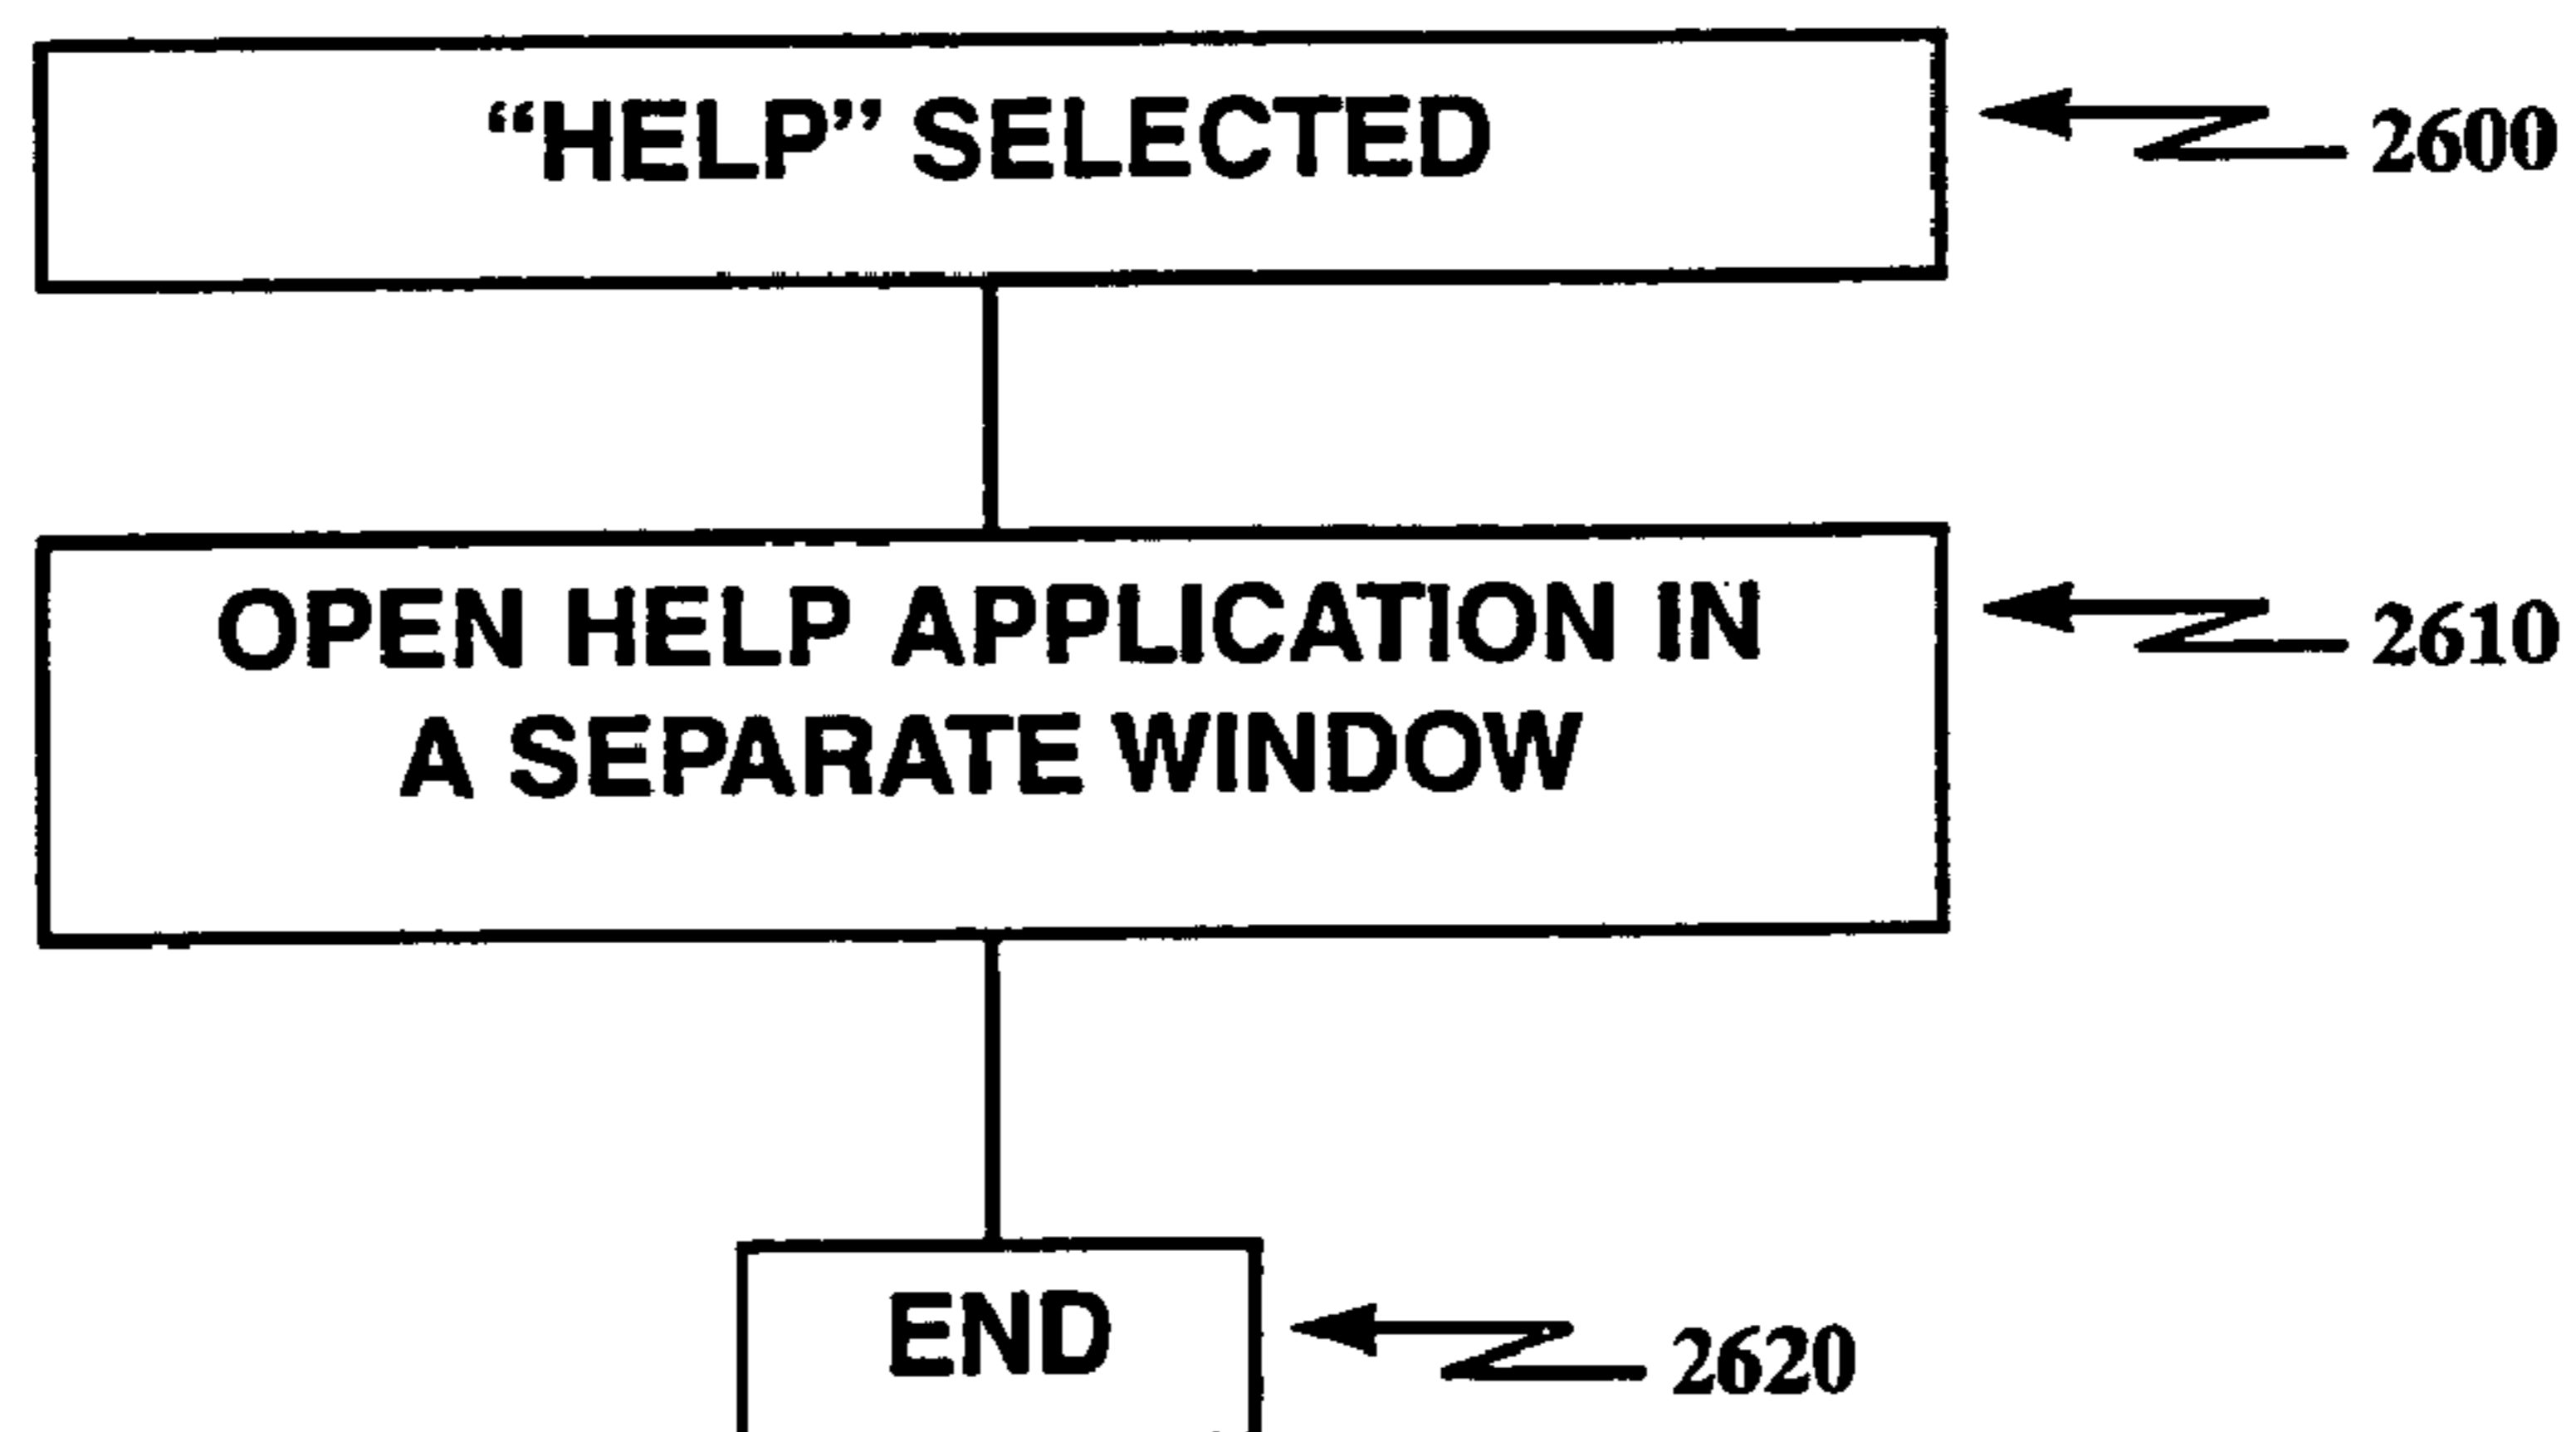 “HELP” SELECTED
2600
OPEN HELP APPLICATION IN
A SEPARATE WINDOW
2610
END
2620